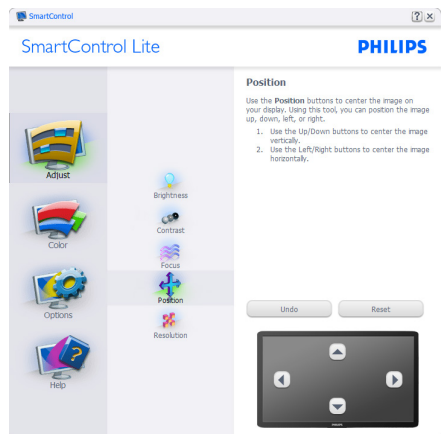 SmartControl
SmartControl Lite
PHILIPS
Adjust
Color
Options
Help
Brightness
Contrast
Focus
Position
Resolution
Position
Use the Position buttons to center the image on
your display. Using this tool, you can position the image
up, down, left, or right.
1. Use the Up/Down buttons to center the image
vertically.
2. Use the Left/Right buttons to center the image
horizontally.
Undo
Reset
PHILIPS